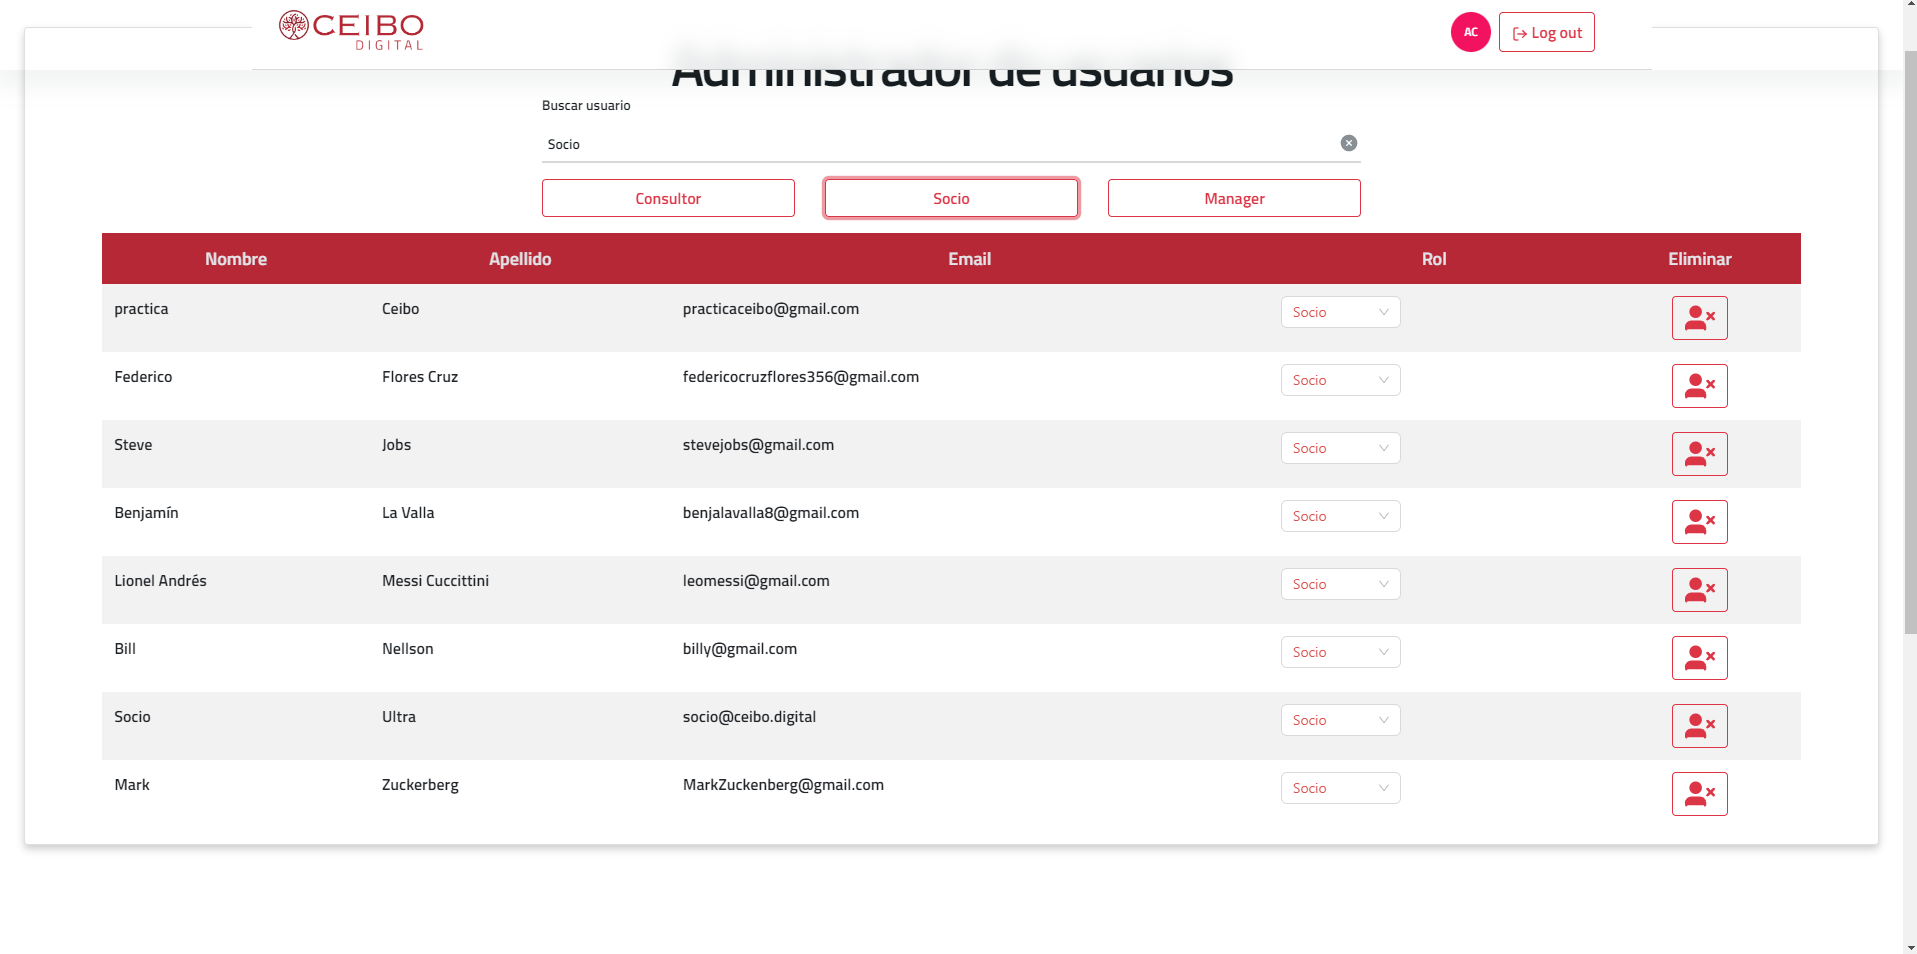 CEIBO
DIGITAL
AC
Log out
Administrador de usuarios
Buscar usuario
Socio
Consultor Socio Manager
Nombre Apellido Email Rol Eliminar
practica Ceibo practicaceibo@gmail.com Socio
Federico Flores Cruz federicocruzflores356@gmail.com Socio
Steve Jobs stevejobs@gmail.com Socio
Benjamín La Valla benjalavalla8@gmail.com Socio
Lionel Andrés Messi Cuccittini leomessi@gmail.com Socio
Bill Nellson billy@gmail.com Socio
Socio Ultra socio@ceibo.digital Socio
Mark Zuckerberg MarkZuckenberg@gmail.com Socio